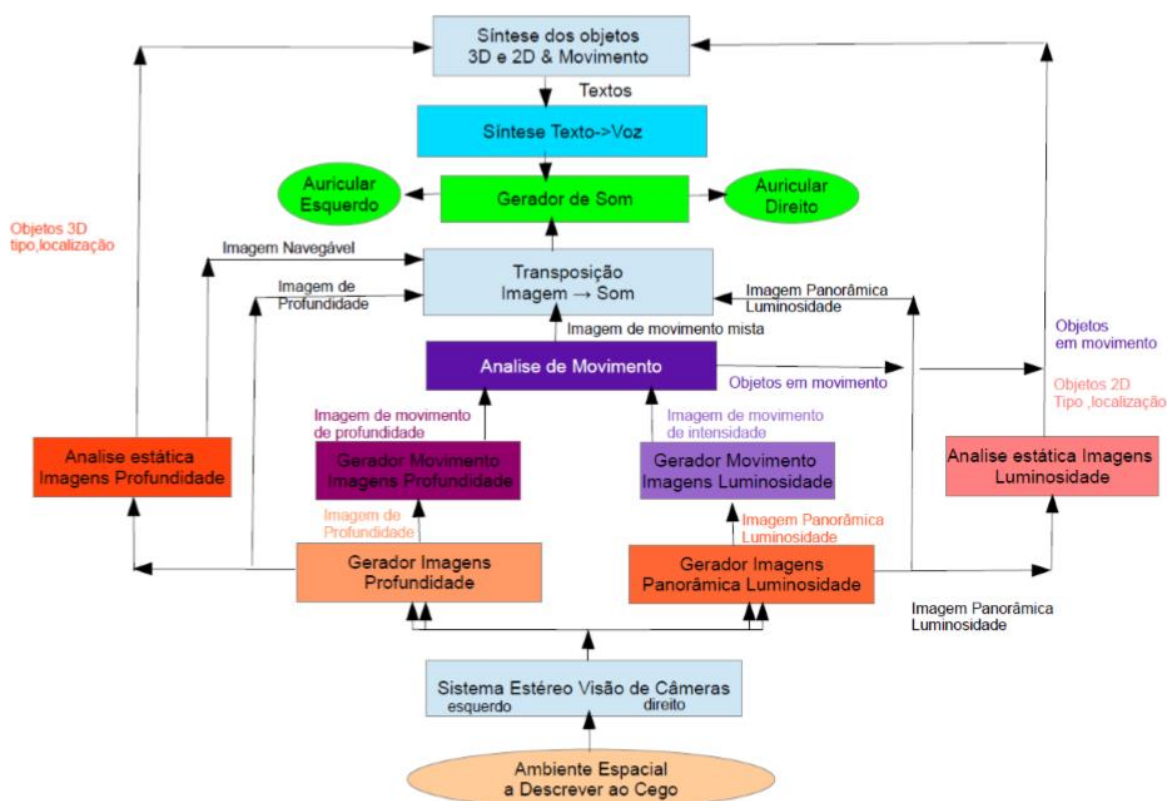 Síntese dos objetos
3D e 2D & Movimento
Textos
Síntese Texto->Voz
Auricular
Esquerdo
Gerador de Som
Auricular
Direito
Objetos 3D
tipo,localização
Imagem Navegável
Imagem de
Profundidade
Transposição
Imagem → Som
Imagem Panorâmica
Luminosidade
Imagem de movimento mista
Analise de Movimento
Objetos em movimento
Objetos
em movimento
Objetos 2D
Tipo ,localização
Imagem de movimento
de profundidade
Imagem de movimento
de intensidade
Analise estática
Imagens Profundidade
Gerador Movimento
Imagens Profundidade
Gerador Movimento
Imagens Luminosidade
Analise estática Imagens
Luminosidade
Imagem de
Profundidade
Imagem Panorâmica
Luminosidade
Gerador Imagens
Profundidade
Gerador Imagens
Panorâmica Luminosidade
Imagem Panorâmica
Luminosidade
Sistema Estéreo Visão de Câmeras
esquerdo direito
Ambiente Espacial
a Descrever ao Cego